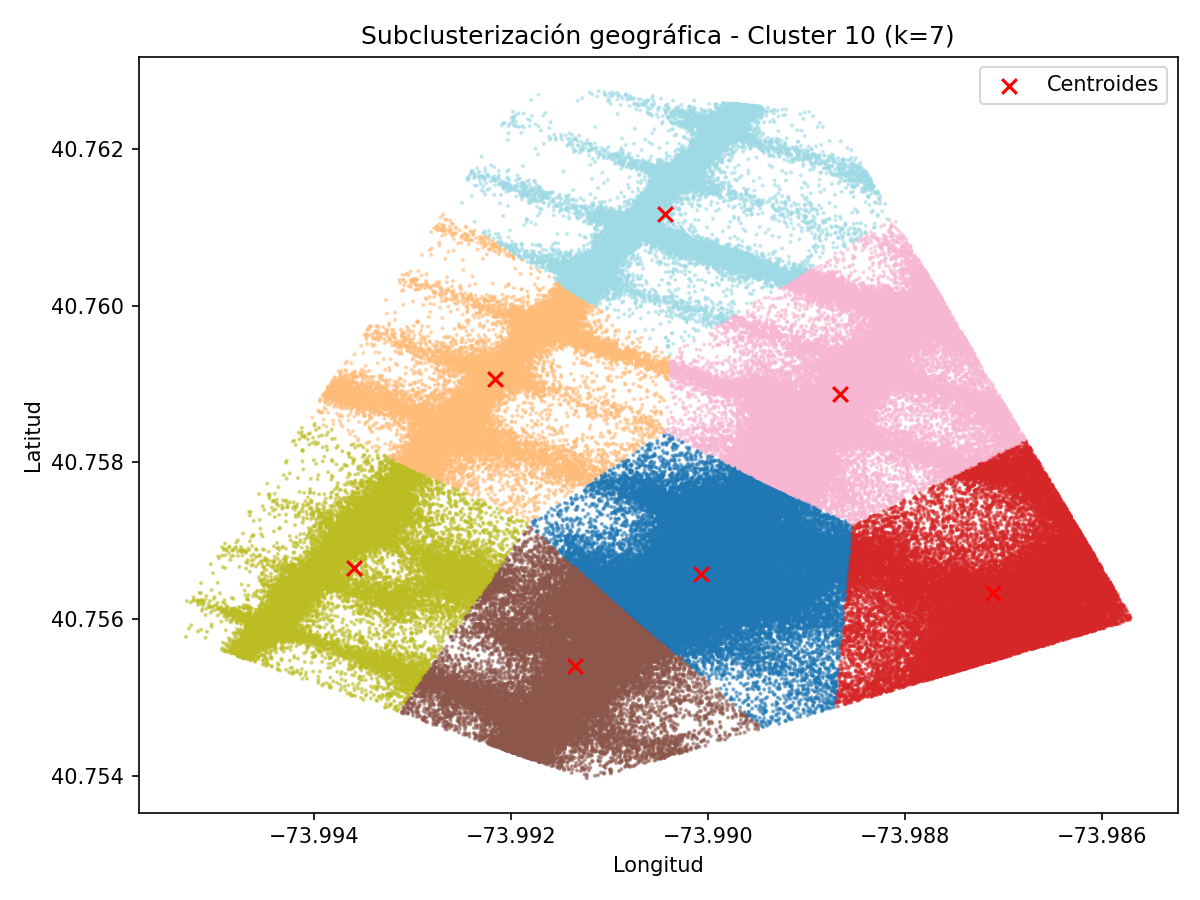 Subclusterización geográfica - Cluster 10 (k=7)
Centroides
Latitud
40.762
40.760
40.758
40.756
40.754
−73.994
−73.992
−73.990
−73.988
−73.986
Longitud